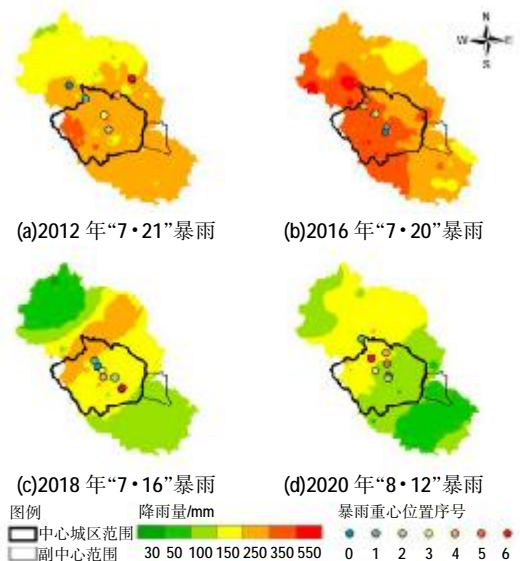 N
W E
S
(a)2012 年“7·21”暴雨 (b)2016 年“7·20”暴雨
(c)2018 年“7·16”暴雨 (d)2020 年“8·12”暴雨
图例 降雨量/mm 暴雨重心位置序号
中心城区范围
副中心范围 30 50 100 150 250 350 550 0 1 2 3 4 5 6